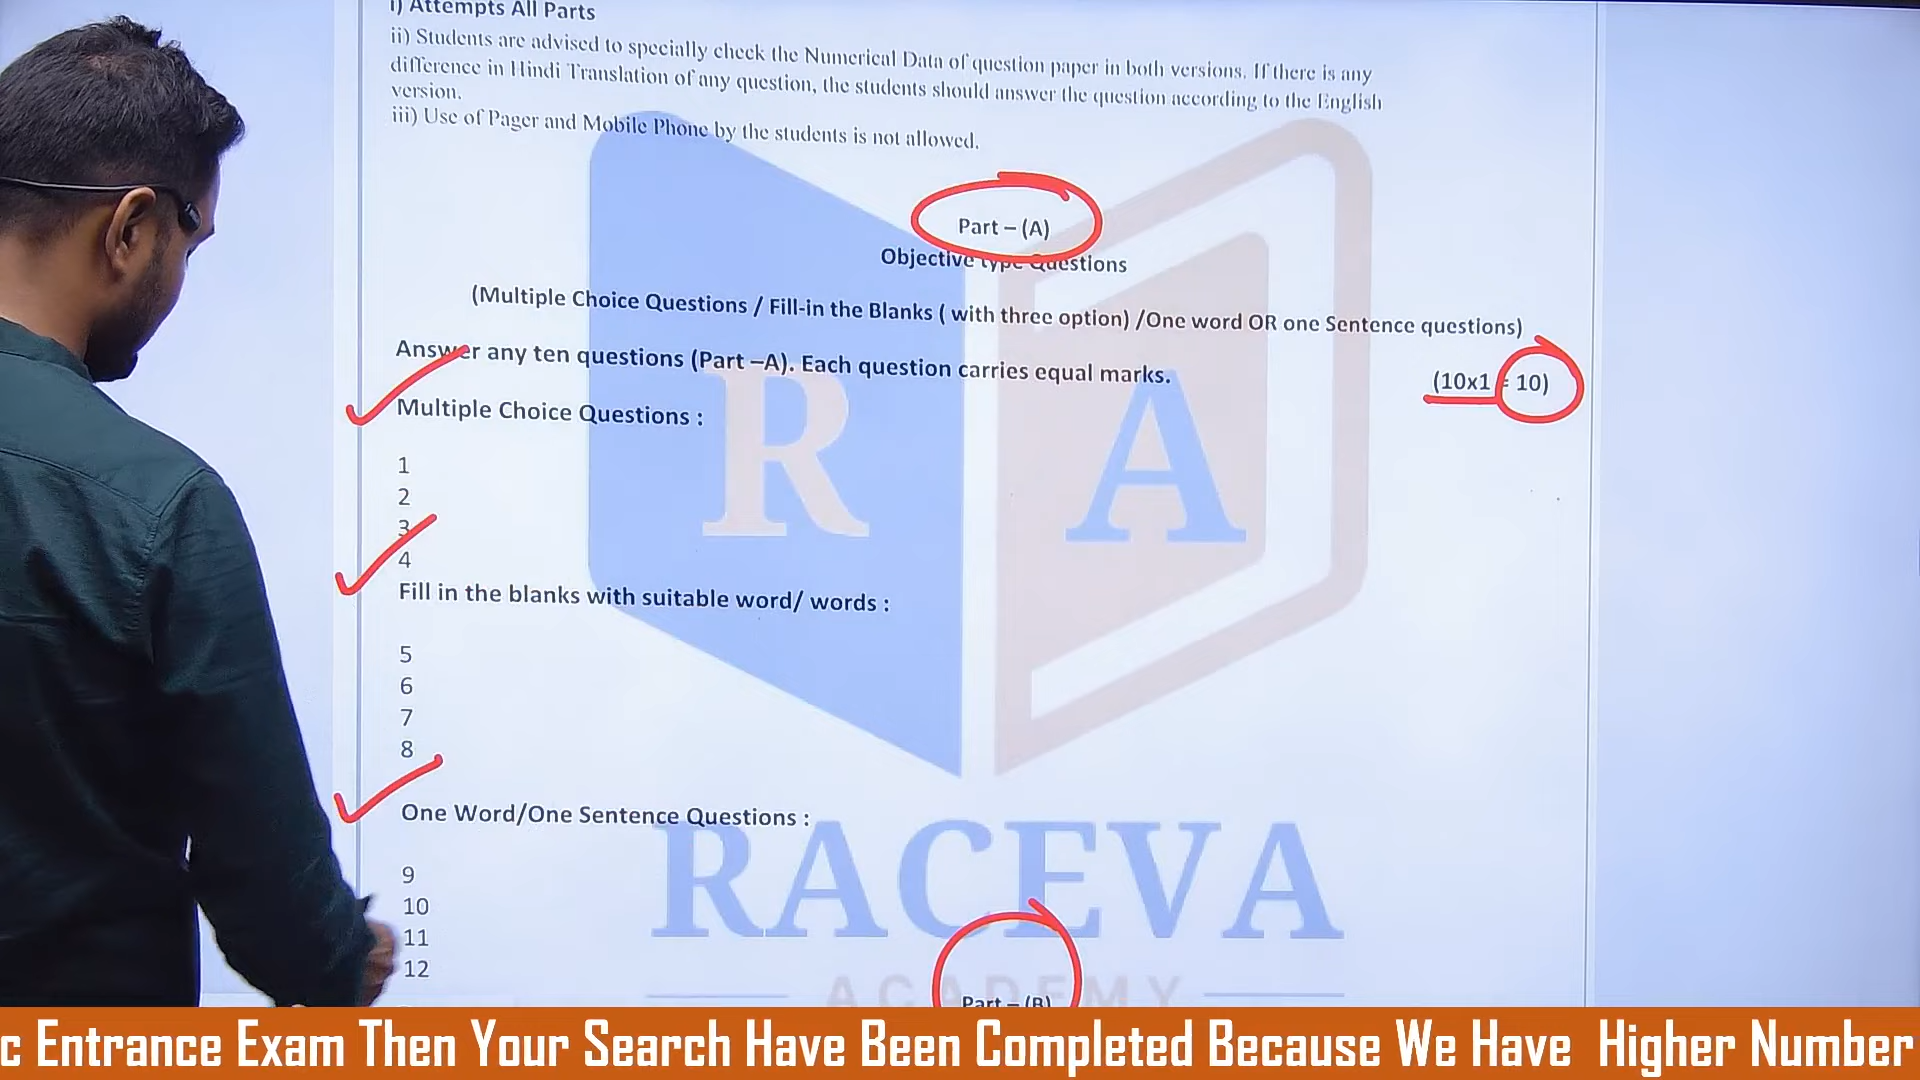 i) Attempts All Parts
ii) Students are advised to specially check the Numerical Data of question paper in both versions. If there is any
difference in Hindi Translation of any question, the students should answer the question according to the English
version.
iii) Use of Pager and Mobile Phone by the students is not allowed.
Part – (A)
Objective type Questions
(Multiple Choice Questions / Fill-in the Blanks ( with three option) /One word OR one Sentence questions)
Answer any ten questions (Part –A). Each question carries equal marks.
(10x1 = 10)
Multiple Choice Questions :
1
2
3
4
Fill in the blanks with suitable word/ words :
5
6
7
8
One Word/One Sentence Questions :
9
10
11
12
Part – (B)
R A
RACEVA
ACADEMY
c Entrance Exam Then Your Search Have Been Completed Because We Have Higher Number